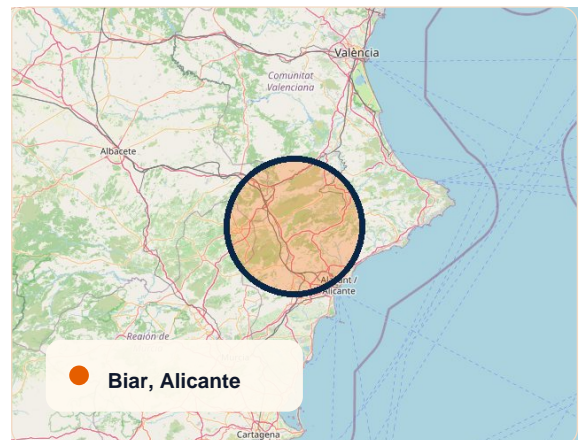 València
Comunitat
Valenciana
Albacete
Alacant /
Alicante
Región de
Biar, Alicante
Cartagena